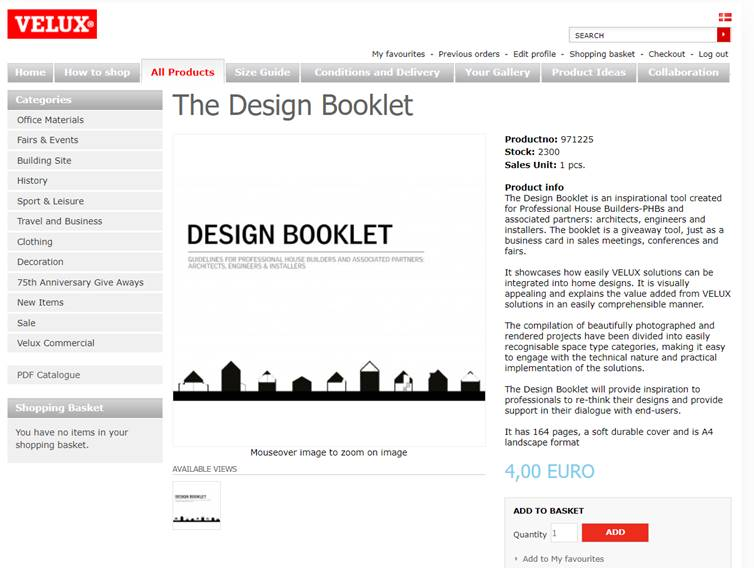 VELUX®
SEARCH
My favourites - Previous orders - Edit profile - Shopping basket - Checkout - Log out
Home
How to shop
All Products
Size Guide
Conditions and Delivery
Your Gallery
Product Ideas
Collaboration
Categories
Office Materials
Fairs & Events
Building Site
History
Sport & Leisure
Travel and Business
Clothing
Decoration
75th Anniversary Give Aways
New Items
Sale
Velux Commercial
PDF Catalogue
Shopping Basket
You have no items in your
shopping basket.
The Design Booklet
DESIGN BOOKLET
GUIDELINES FOR PROFESSIONAL HOUSE BUILDERS AND ASSOCIATED PARTNERS:
ARCHITECTS, ENGINEERS & INSTALLERS
Mouseover image to zoom on image
AVAILABLE VIEWS
DESIGN BOOKLET
Productno: 971225
Stock: 2300
Sales Unit: 1 pcs.
Product info
The Design Booklet is an inspirational tool created
for Professional House Builders-PHBs and
associated partners: architects, engineers and
installers. The booklet is a giveaway tool, just as a
business card in sales meetings, conferences and
fairs.
It showcases how easily VELUX solutions can be
integrated into home designs. It is visually
appealing and explains the value added from VELUX
solutions in an easily comprehensible manner.
The compilation of beautifully photographed and
rendered projects have been divided into easily
recognisable space type categories, making it easy
to engage with the technical nature and practical
implementation of the solutions.
The Design Booklet will provide inspiration to
professionals to re-think their designs and provide
support in their dialogue with end-users.
It has 164 pages, a soft durable cover and is A4
landscape format
4,00 EURO
ADD TO BASKET
Quantity 1 ADD
Add to My favourites